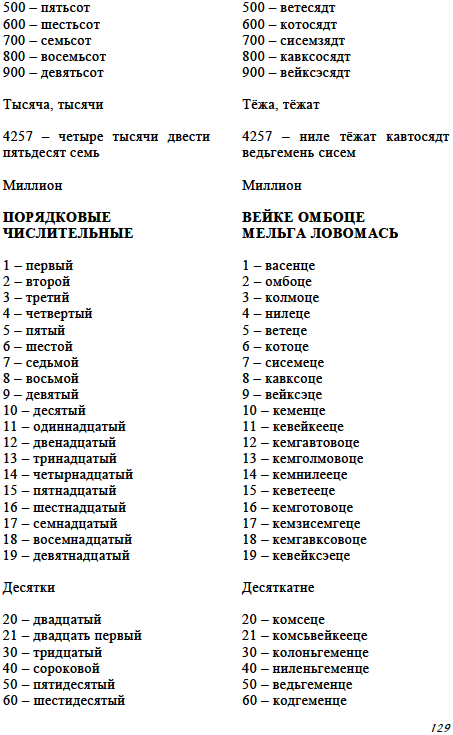 500 – пятьсот
600 – шестьсот
700 – семьсот
800 – восемьсот
900 – девятьсот
Тысяча, тысячи
4257 – четыре тысячи двести
пятьдесят семь
Миллион
ПОРЯДКОВЫЕ
ЧИСЛИТЕЛЬНЫЕ
1 – первый
2 – второй
3 – третий
4 – четвертый
5 – пятый
6 – шестой
7 – седьмой
8 – восьмой
9 – девятый
10 – десятый
11 – одиннадцатый
12 – двенадцатый
13 – тринадцатый
14 – четырнадцатый
15 – пятнадцатый
16 – шестнадцатый
17 – семнадцатый
18 – восемнадцатый
19 – девятнадцатый
Десятки
20 – двадцатый
21 – двадцать первый
30 – тридцатый
40 – сороковой
50 – пятидесятый
60 – шестидесятый
500 – ветесядт
600 – котосядт
700 – сисемзядт
800 – кавксосядт
900 – вейксэсядт
Тёжа, тёжат
4257 – ниле тёжат кавтосядт
ведьгемень сисем
Миллион
ВЕЙКЕ ОМБОЦЕ
МЕЛЬГА ЛОВОМАСЬ
1 – васенце
2 – омбоце
3 – колмоце
4 – нилеце
5 – ветеце
6 – котоце
7 – сисемеце
8 – кавксоце
9 – вейксэце
10 – кеменце
11 – кевейкееце
12 – кемгавтовоце
13 – кемголмовоце
14 – кемнилееце
15 – кеветееце
16 – кемготовоце
17 – кемзисемгеце
18 – кемгавксовоце
19 – кевейксэеце
Десяткатне
20 – комсеце
21 – комсьвейкееце
30 – колоньгеменце
40 – ниленьгеменце
50 – ведьгеменце
60 – кодгеменце
129